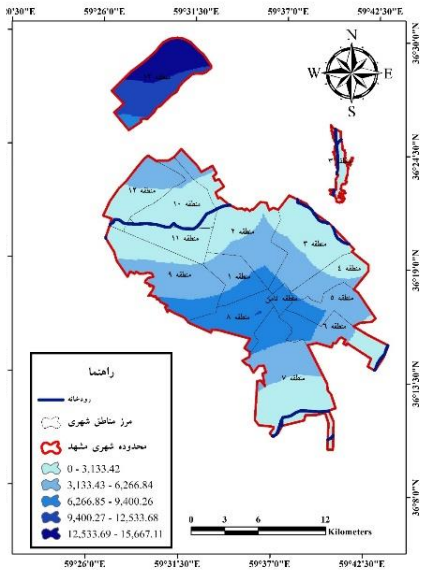 0'30"E 59°26'0"E 59°31'30"E 59°37'0"E 59°42'30"E
36°30'0"N
N
W E
S
36°24'30"N
منطقه ۱۲
منطقه ۱۰
منطقه ۱۱
منطقه ۲
منطقه ۳
منطقه ۴
36°19'0"N
منطقه ۹
منطقه ۱
منطقه ۵
منطقه ثامن
منطقه ۸
منطقه ۶
منطقه ۷
36°13'30"N
36°8'0"N
راهنما
رودخانه
مرز مناطق شهری
محدوده شهری مشهد
0 - 3,133.42
3,133.43 - 6,266.84
6,266.85 - 9,400.26
9,400.27 - 12,533.68
12,533.69 - 15,667.11
0 3 6 12
Kilometers
59°26'0"E 59°31'30"E 59°37'0"E 59°42'30"E